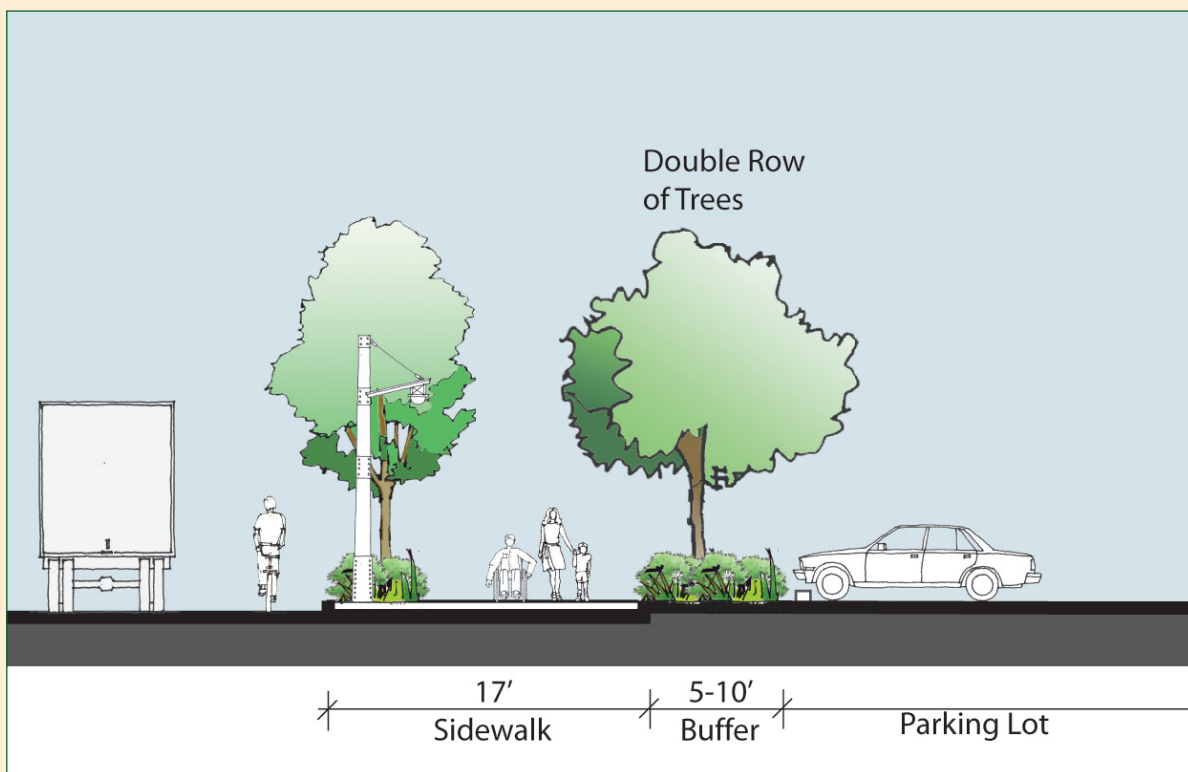 Double Row
of Trees
17’
Sidewalk
5-10’
Buffer
Parking Lot